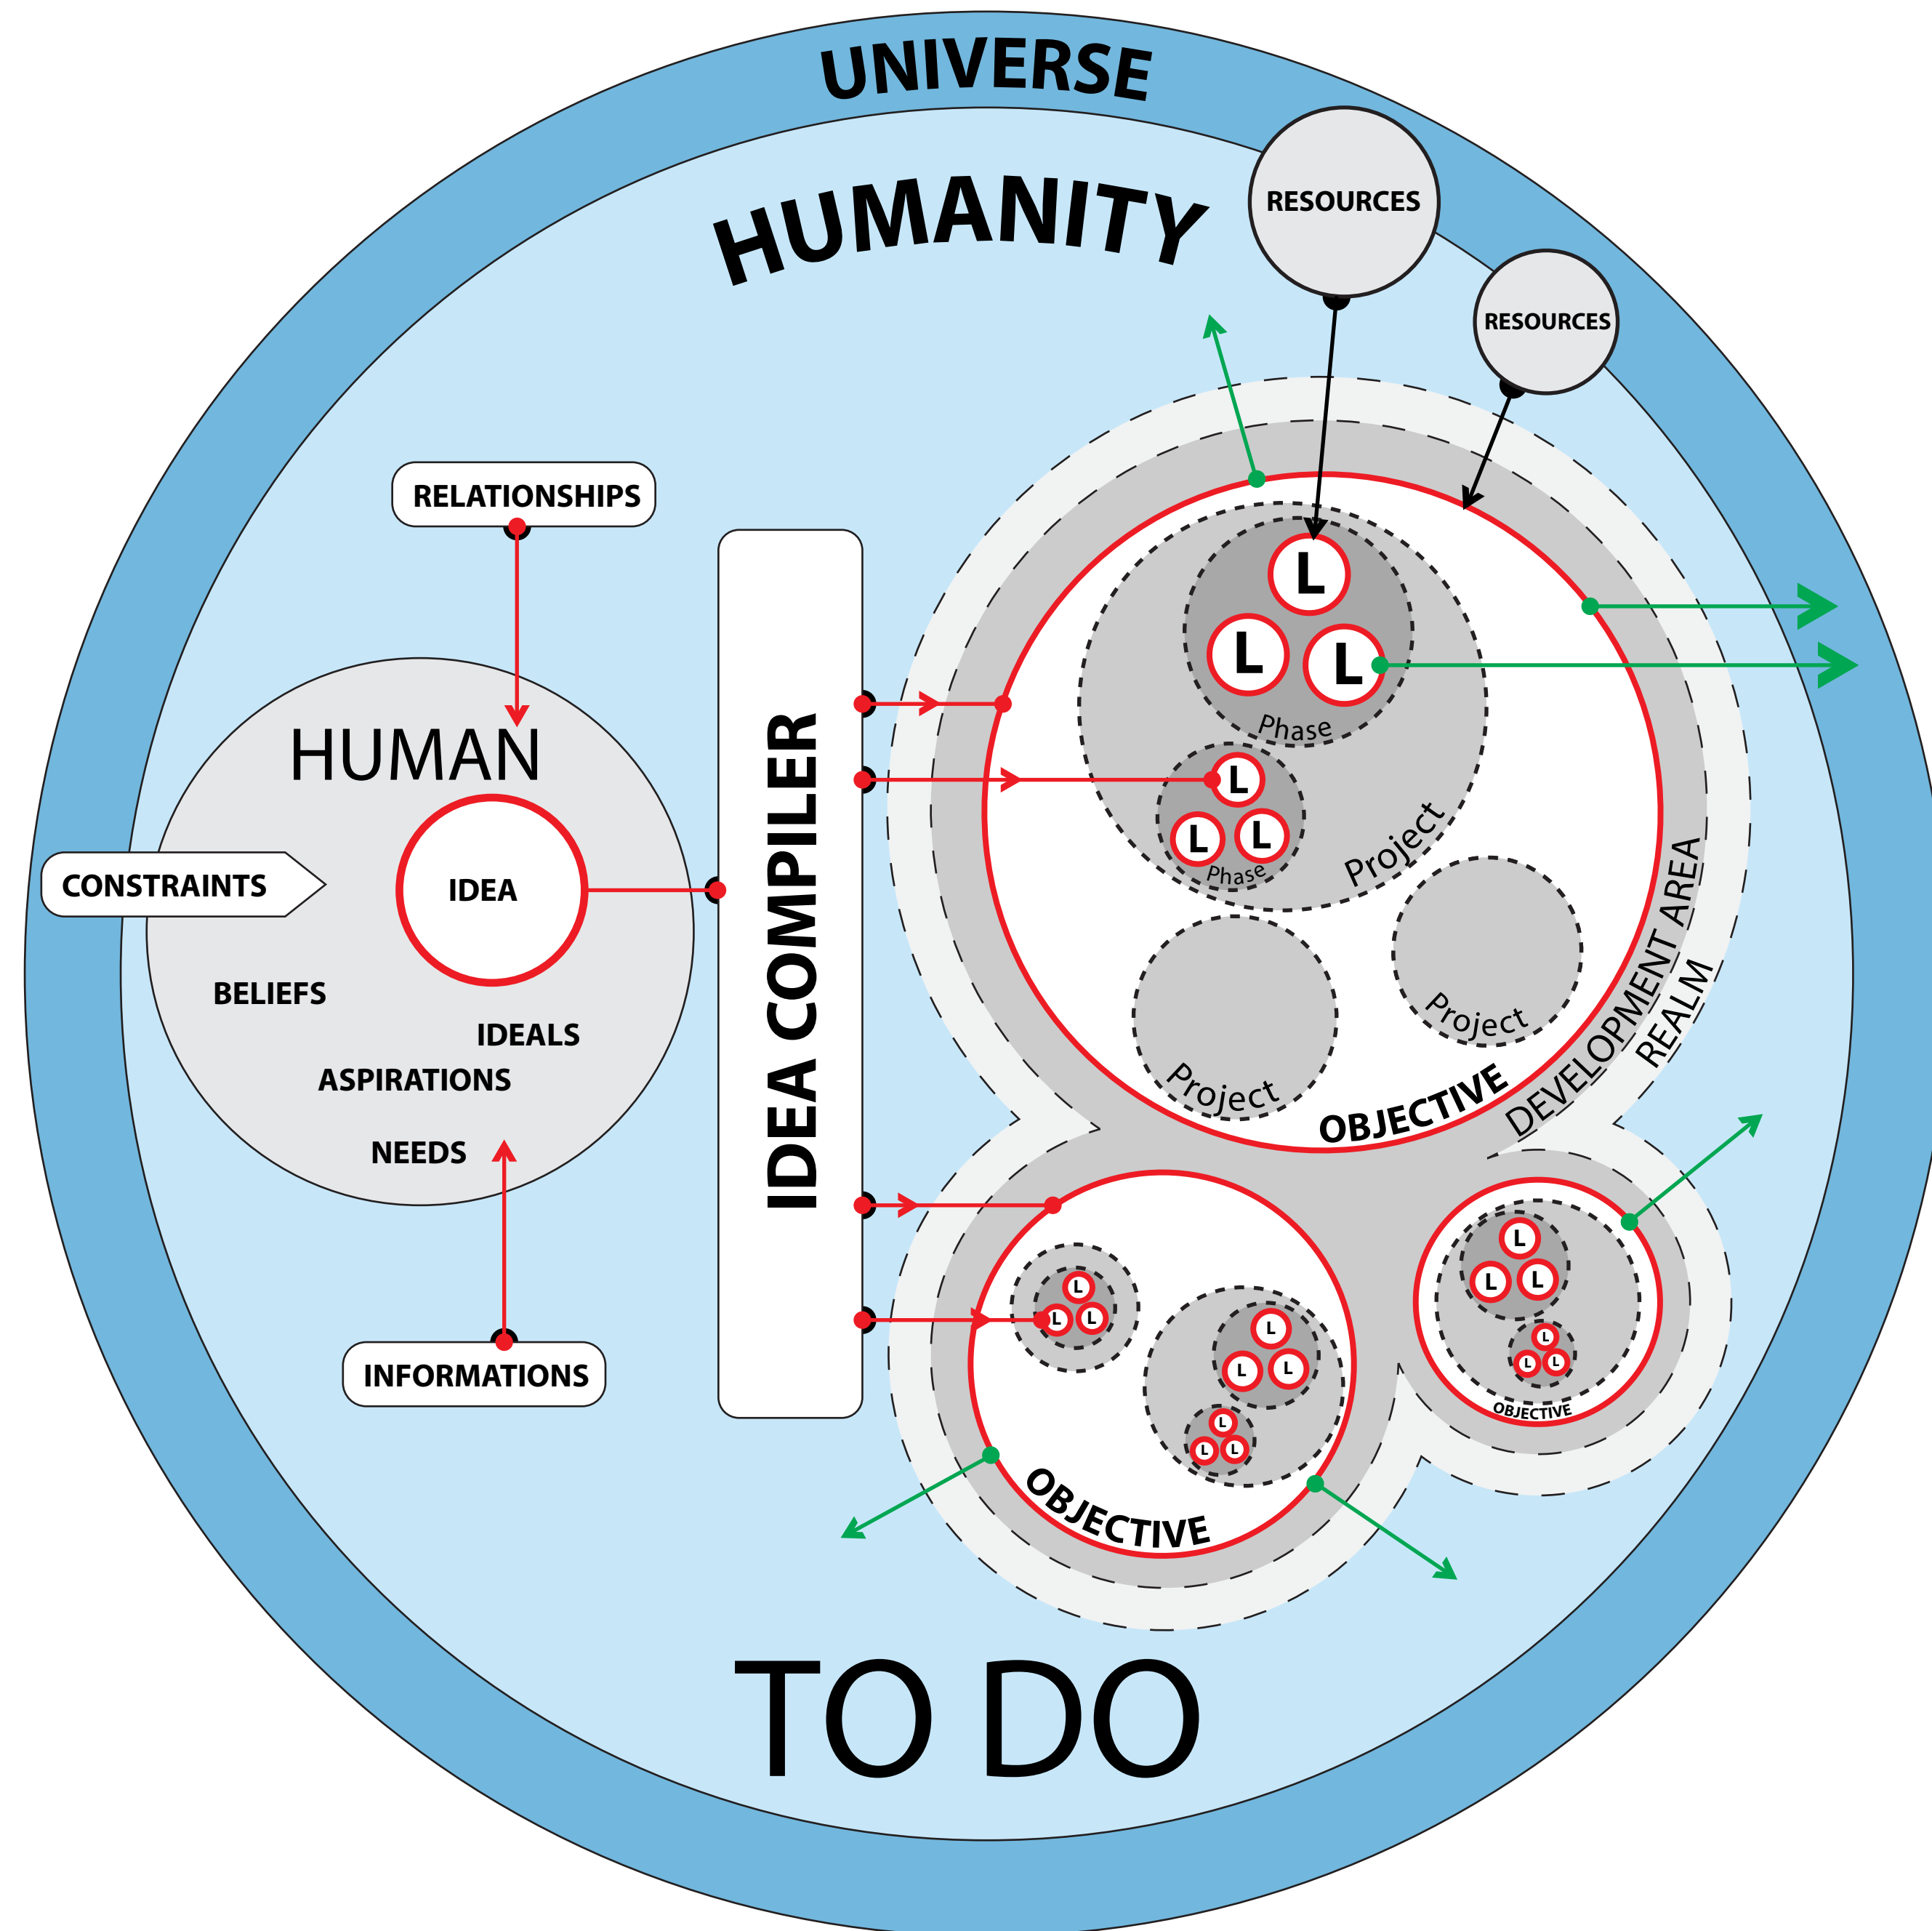 UNIVERSE
HUMANITY
RESOURCES
RESOURCES
RELATIONSHIPS
HUMAN
CONSTRAINTS
IDEA
BELIEFS
IDEALS
ASPIRATIONS
NEEDS
INFORMATIONS
IDEA COMPILER
L
L
L
Phase
L
L
L
Phase
Project
Project
Project
OBJECTIVE
DEVELOPMENT AREA
REALM
L
L
L
L
L
L
L
L
L
OBJECTIVE
L
L
L
L
L
L
OBJECTIVE
TO DO